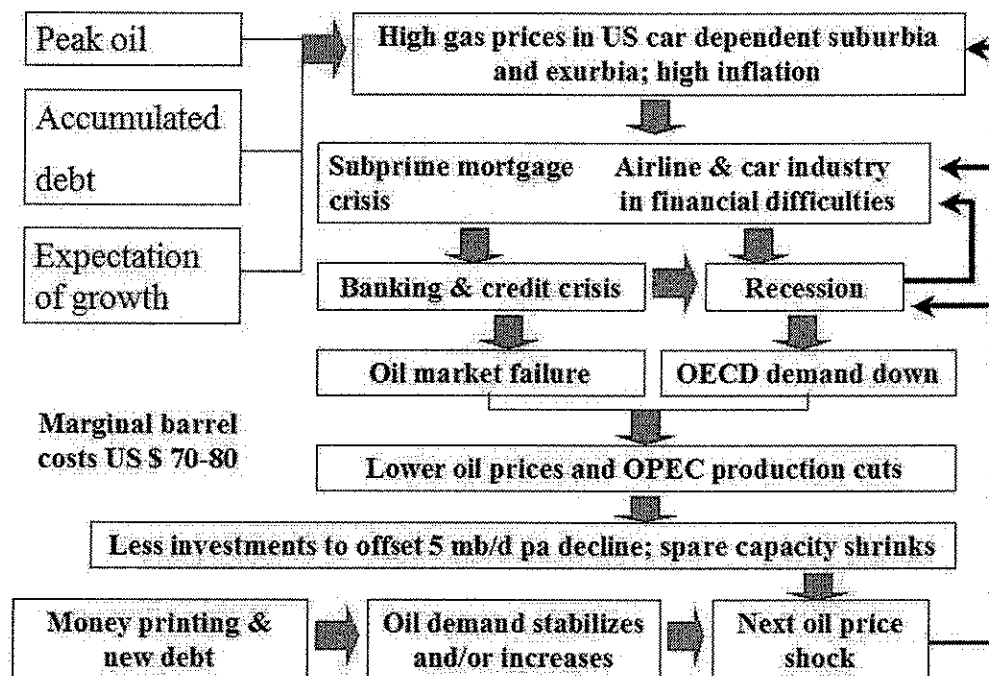 Peak oil
Accumulated
debt
Expectation
of growth
High gas prices in US car dependent suburbia
and exurbia; high inflation
Subprime mortgage
crisis
Airline & car industry
in financial difficulties
Banking & credit crisis
Recession
Oil market failure
OECD demand down
Marginal barrel
costs US $ 70-80
Lower oil prices and OPEC production cuts
Less investments to offset 5 mb/d pa decline; spare capacity shrinks
Money printing &
new debt
Oil demand stabilizes
and/or increases
Next oil price
shock